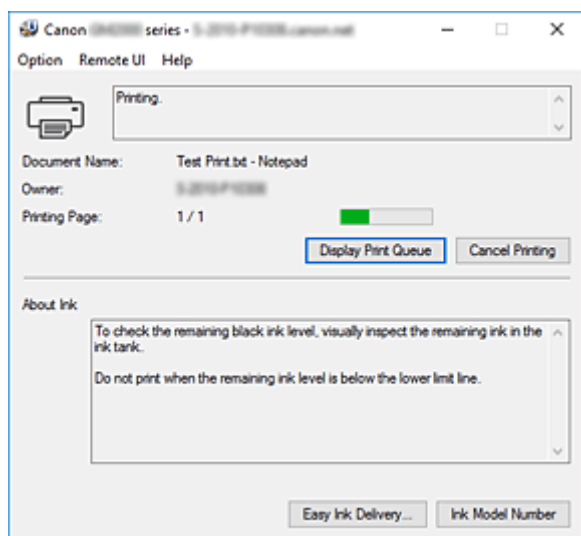 Canon series -
Option Remote UI Help
Printing.
Document Name: Test Print.txt - Notepad
Owner:
Printing Page: 1 / 1
Display Print Queue Cancel Printing
About Ink
To check the remaining black ink level, visually inspect the remaining ink in the
ink tank.
Do not print when the remaining ink level is below the lower limit line.
Easy Ink Delivery... Ink Model Number